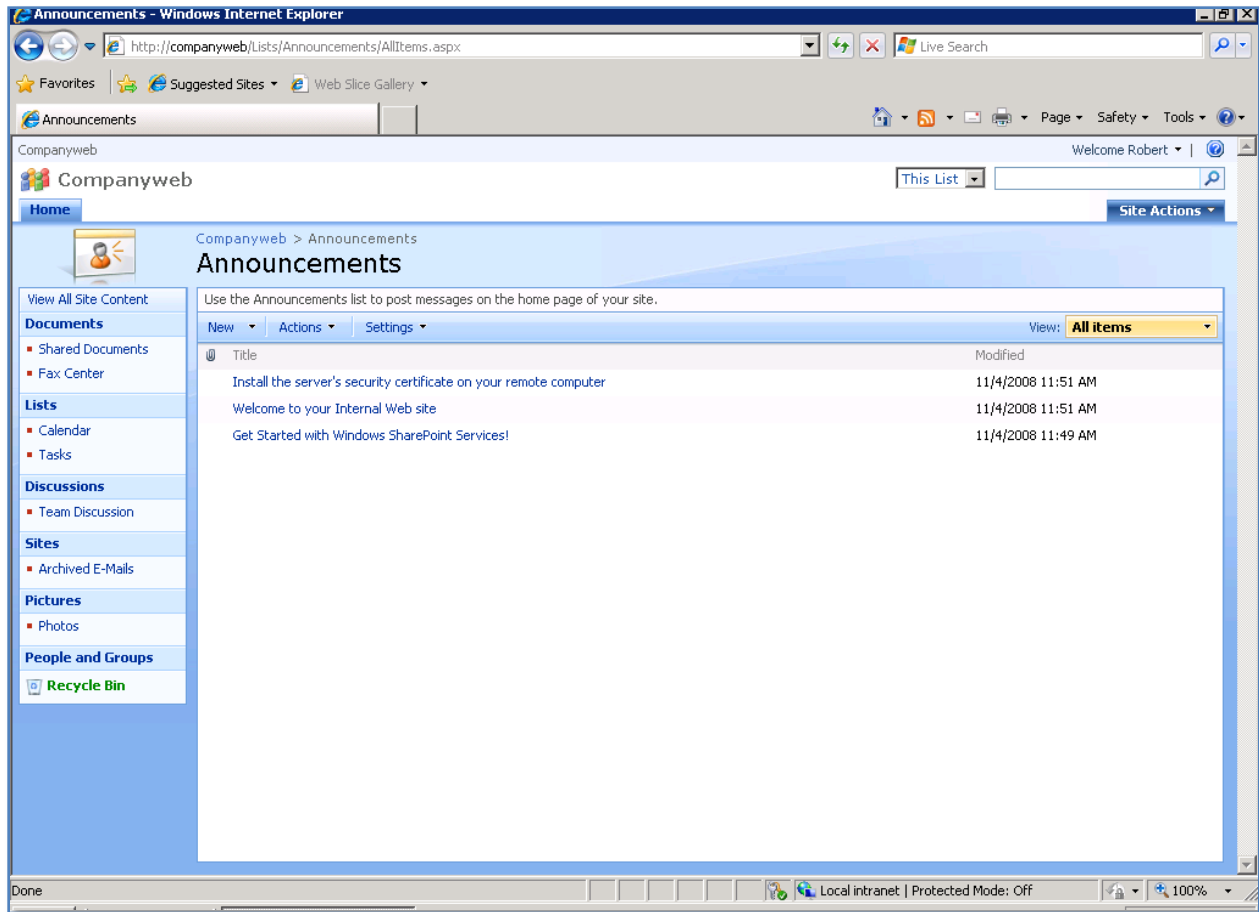 Announcements - Windows Internet Explorer
http://companyweb/Lists/Announcements/AllItems.aspx
Live Search
Favorites
Suggested Sites
Web Slice Gallery
Announcements
Page
Safety
Tools
Companyweb
Welcome Robert
Companyweb
This List
Home
Site Actions
Companyweb > Announcements
Announcements
View All Site Content
Documents
Shared Documents
Fax Center
Lists
Calendar
Tasks
Discussions
Team Discussion
Sites
Archived E-Mails
Pictures
Photos
People and Groups
Recycle Bin
Use the Announcements list to post messages on the home page of your site.
New
Actions
Settings
View: All items
Title
Modified
Install the server's security certificate on your remote computer 11/4/2008 11:51 AM
Welcome to your Internal Web site 11/4/2008 11:51 AM
Get Started with Windows SharePoint Services! 11/4/2008 11:49 AM
Done
Local intranet | Protected Mode: Off
100%